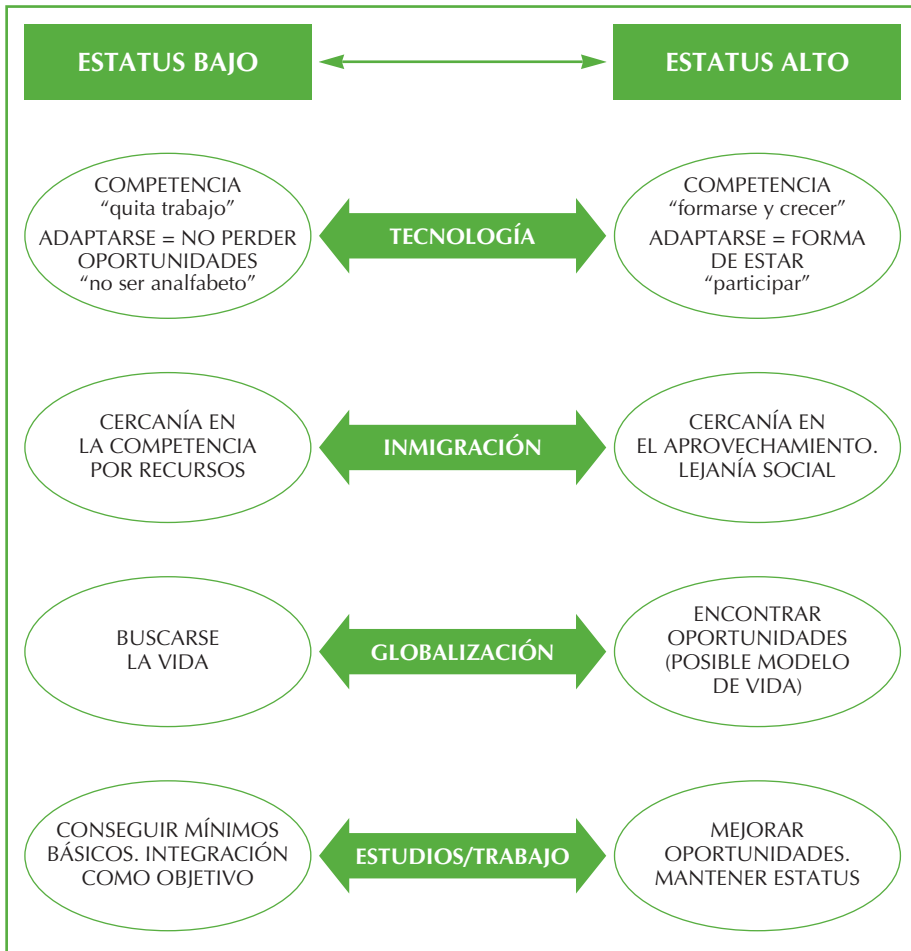 ESTATUS BAJO
ESTATUS ALTO
COMPETENCIA
“quita trabajo”
ADAPTARSE = NO PERDER
OPORTUNIDADES
“no ser analfabeto”
TECNOLOGÍA
COMPETENCIA
“formarse y crecer”
ADAPTARSE = FORMA
DE ESTAR
“participar”
CERCANÍA EN
LA COMPETENCIA
POR RECURSOS
INMIGRACIÓN
CERCANÍA EN
EL APROVECHAMIENTO.
LEJANÍA SOCIAL
BUSCARSE
LA VIDA
GLOBALIZACIÓN
ENCONTRAR
OPORTUNIDADES
(POSIBLE MODELO
DE VIDA)
CONSEGUIR MÍNIMOS
BÁSICOS. INTEGRACIÓN
COMO OBJETIVO
ESTUDIOS/TRABAJO
MEJORAR
OPORTUNIDADES.
MANTENER ESTATUS